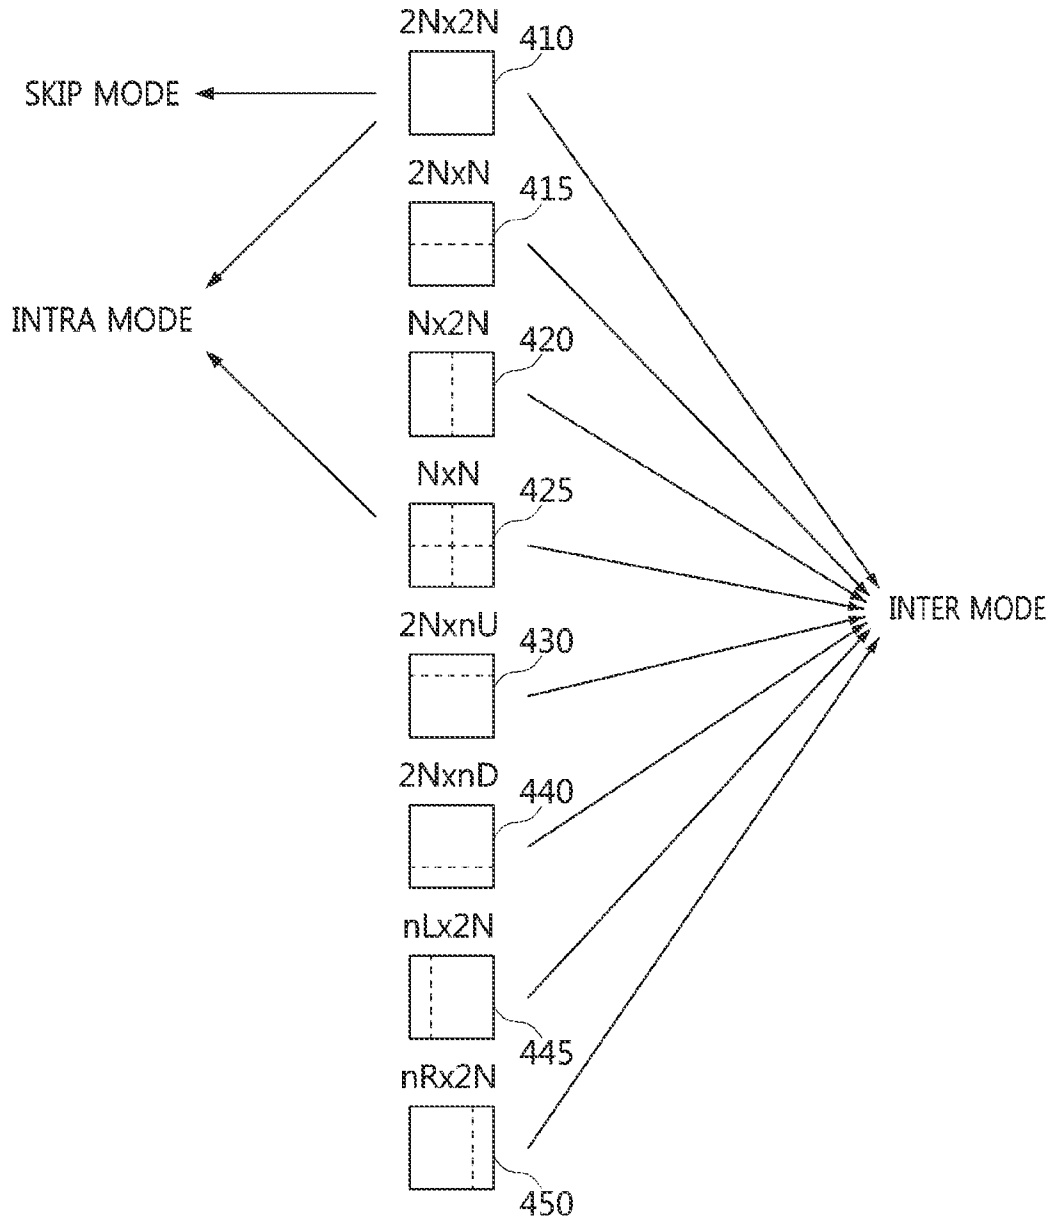 2Nx2N
410
SKIP MODE
2NxN
415
INTRA MODE
Nx2N
420
NxN
425
INTER MODE
2NxnU
430
2NxnD
440
nLx2N
445
nRx2N
450